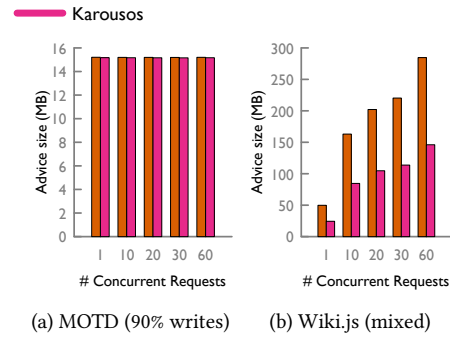 Karousos
16
14
12
10
8
6
4
2
0
Advice size (MB)
1 10 20 30 60
# Concurrent Requests
(a) MOTD (90% writes)
300
250
200
150
100
50
0
Advice size (MB)
1 10 20 30 60
# Concurrent Requests
(b) Wiki.js (mixed)